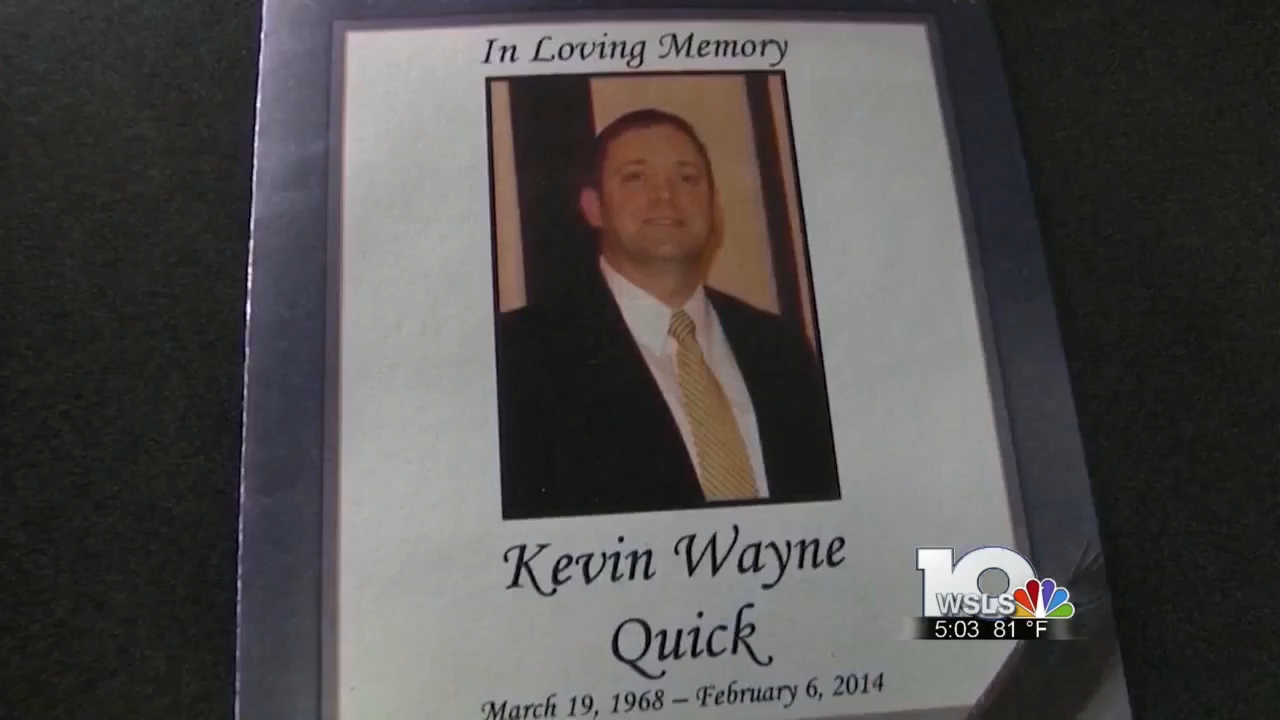 In Loving Memory
Kevin Wayne
Quick
March 19, 1968 – February 6, 2014
10
WSLS
5:03 81 °F